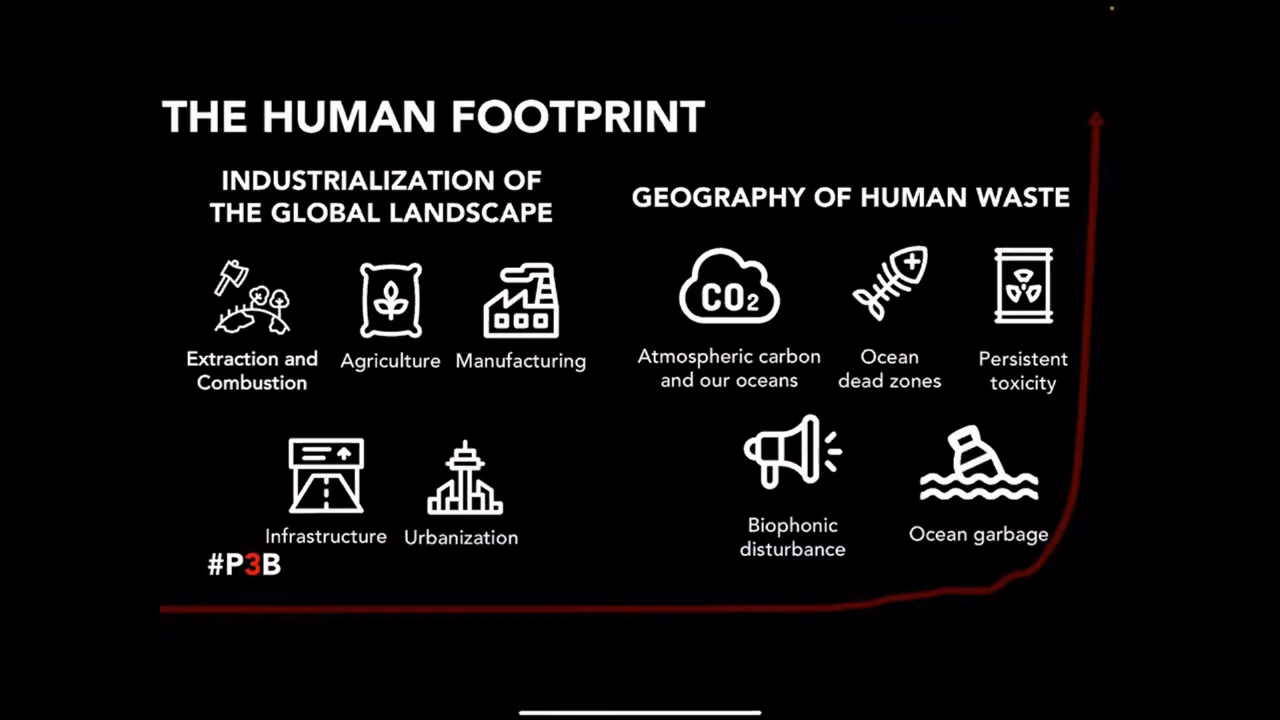 THE HUMAN FOOTPRINT
INDUSTRIALIZATION OF
THE GLOBAL LANDSCAPE
Extraction and
Combustion
Agriculture
Manufacturing
Infrastructure
Urbanization
#P3B
GEOGRAPHY OF HUMAN WASTE
CO₂
Atmospheric carbon
and our oceans
Ocean
dead zones
Persistent
toxicity
Biophonic
disturbance
Ocean garbage